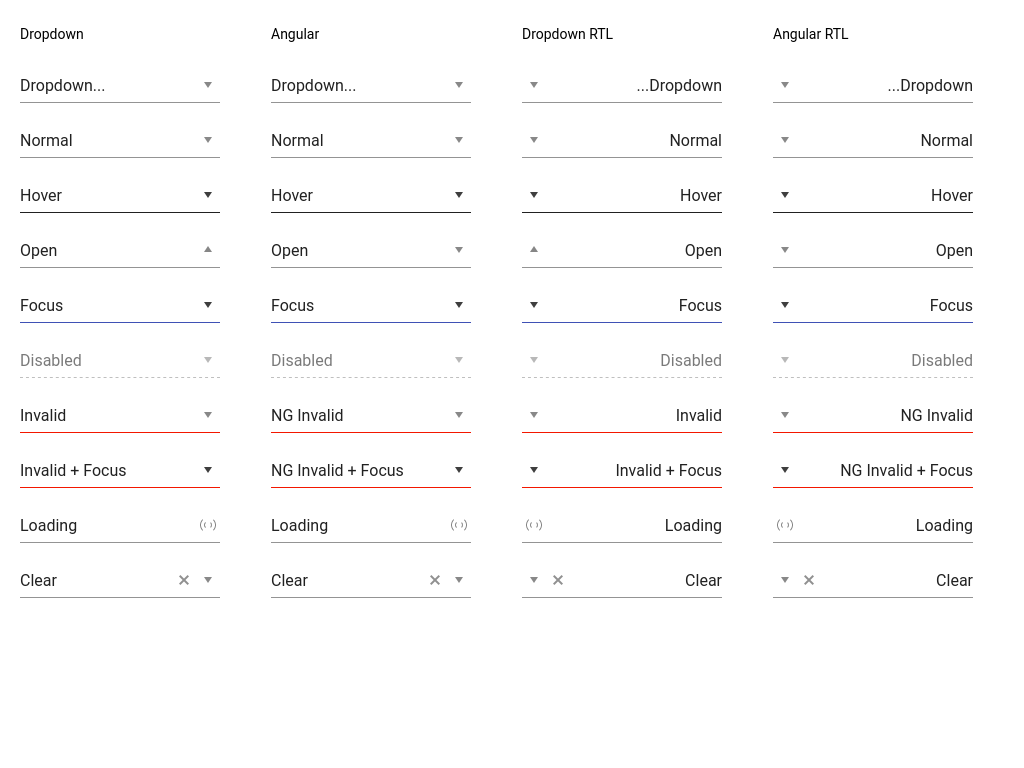 Dropdown Angular Dropdown RTL Angular RTL
Dropdown... Dropdown... ...Dropdown ...Dropdown
Normal Normal Normal Normal
Hover Hover Hover Hover
Open Open Open Open
Focus Focus Focus Focus
Disabled Disabled Disabled Disabled
Invalid NG Invalid Invalid NG Invalid
Invalid + Focus NG Invalid + Focus Invalid + Focus NG Invalid + Focus
Loading Loading Loading Loading
Clear Clear Clear Clear